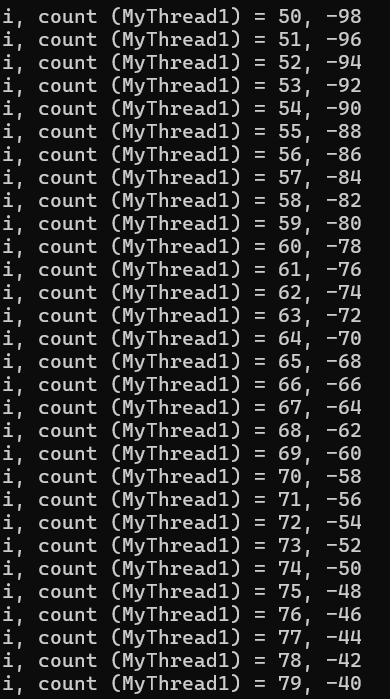 i, count (MyThread1) = 50, -98
i, count (MyThread1) = 51, -96
i, count (MyThread1) = 52, -94
i, count (MyThread1) = 53, -92
i, count (MyThread1) = 54, -90
i, count (MyThread1) = 55, -88
i, count (MyThread1) = 56, -86
i, count (MyThread1) = 57, -84
i, count (MyThread1) = 58, -82
i, count (MyThread1) = 59, -80
i, count (MyThread1) = 60, -78
i, count (MyThread1) = 61, -76
i, count (MyThread1) = 62, -74
i, count (MyThread1) = 63, -72
i, count (MyThread1) = 64, -70
i, count (MyThread1) = 65, -68
i, count (MyThread1) = 66, -66
i, count (MyThread1) = 67, -64
i, count (MyThread1) = 68, -62
i, count (MyThread1) = 69, -60
i, count (MyThread1) = 70, -58
i, count (MyThread1) = 71, -56
i, count (MyThread1) = 72, -54
i, count (MyThread1) = 73, -52
i, count (MyThread1) = 74, -50
i, count (MyThread1) = 75, -48
i, count (MyThread1) = 76, -46
i, count (MyThread1) = 77, -44
i, count (MyThread1) = 78, -42
i, count (MyThread1) = 79, -40